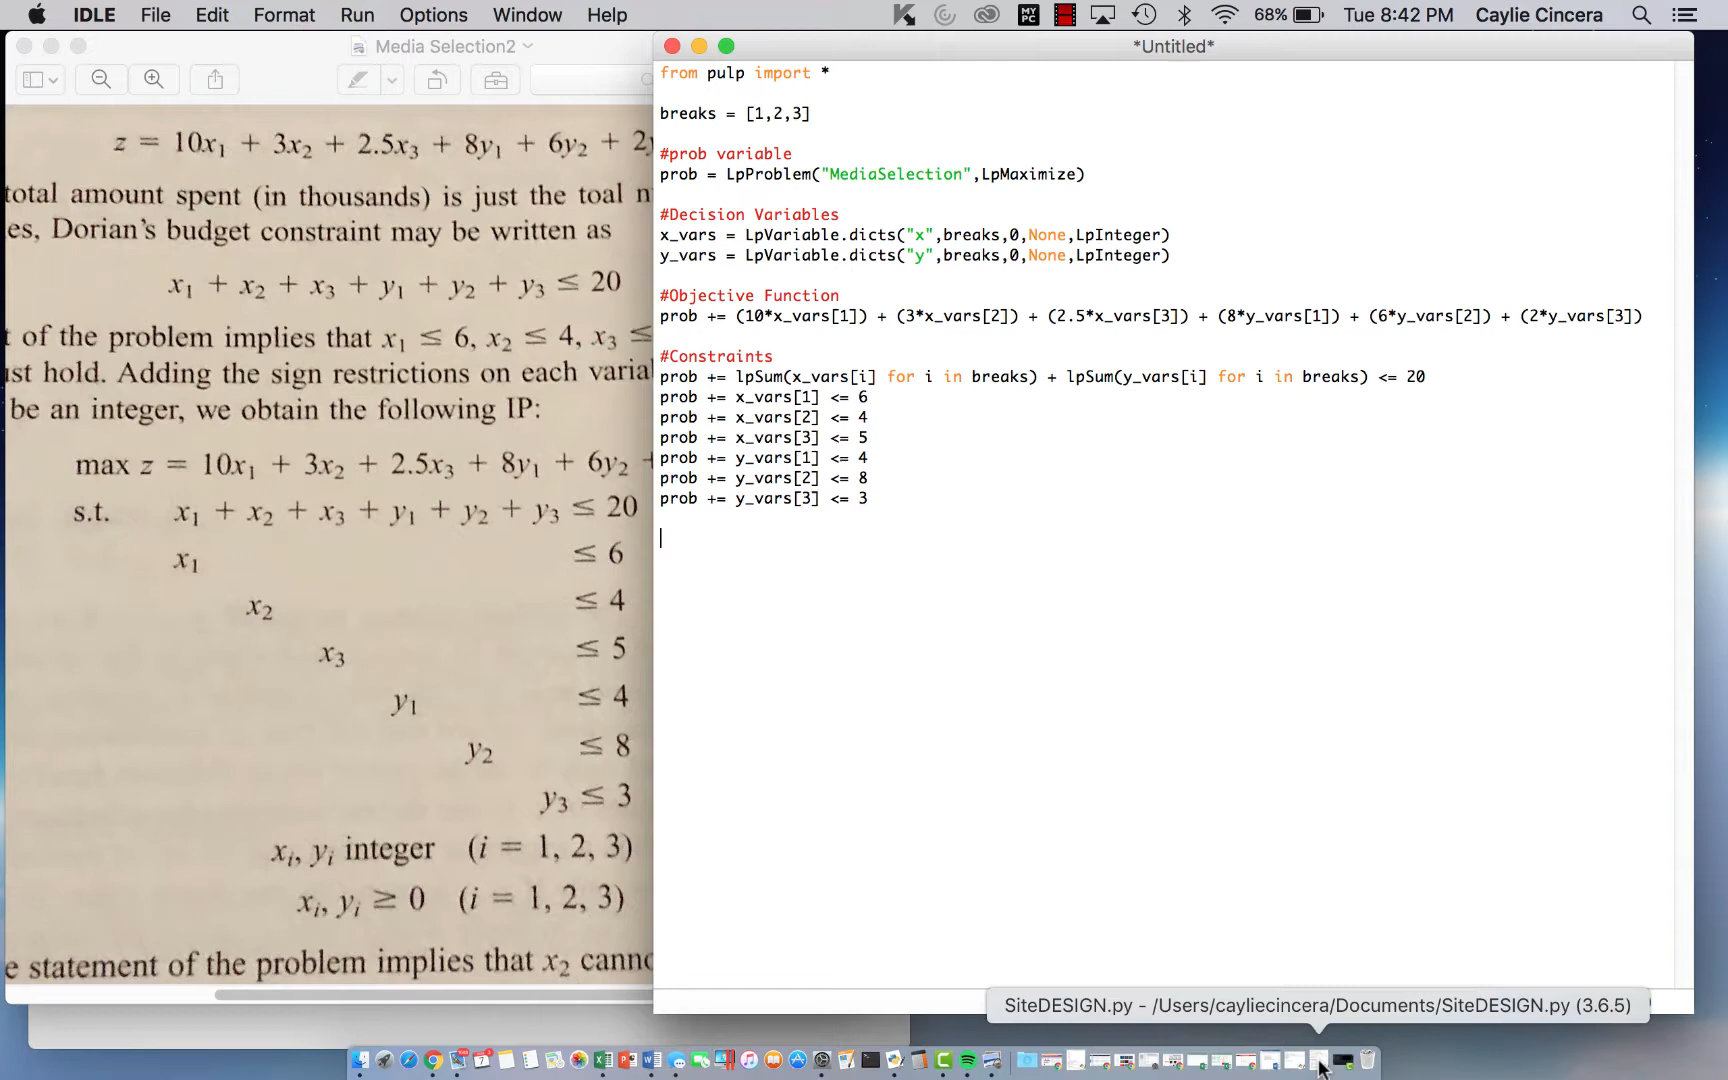 IDLE File Edit Format Run Options Window Help
68% Tue 8:42 PM Caylie Cincera
MY PC
Media Selection2
z = 10x₁ + 3x₂ + 2.5x₃ + 8y₁ + 6y₂ + 2y
total amount spent (in thousands) is just the toal n
es, Dorian's budget constraint may be written as
x₁ + x₂ + x₃ + y₁ + y₂ + y₃ ≤ 20
of the problem implies that x₁ ≤ 6, x₂ ≤ 4, x₃ ≤
ust hold. Adding the sign restrictions on each varia
be an integer, we obtain the following IP:
max z = 10x₁ + 3x₂ + 2.5x₃ + 8y₁ + 6y₂ +
s.t. x₁ + x₂ + x₃ + y₁ + y₂ + y₃ ≤ 20
x₁ ≤ 6
x₂ ≤ 4
x₃ ≤ 5
y₁ ≤ 4
y₂ ≤ 8
y₃ ≤ 3
xᵢ, yᵢ integer (i = 1, 2, 3)
xᵢ, yᵢ ≥ 0 (i = 1, 2, 3)
e statement of the problem implies that x₂ canno
*Untitled*
from pulp import *
breaks = [1,2,3]
#prob variable
prob = LpProblem("MediaSelection",LpMaximize)
#Decision Variables
x_vars = LpVariable.dicts("x",breaks,0,None,LpInteger)
y_vars = LpVariable.dicts("y",breaks,0,None,LpInteger)
#Objective Function
prob += (10*x_vars[1]) + (3*x_vars[2]) + (2.5*x_vars[3]) + (8*y_vars[1]) + (6*y_vars[2]) + (2*y_vars[3])
#Constraints
prob += lpSum(x_vars[i] for i in breaks) + lpSum(y_vars[i] for i in breaks) <= 20
prob += x_vars[1] <= 6
prob += x_vars[2] <= 4
prob += x_vars[3] <= 5
prob += y_vars[1] <= 4
prob += y_vars[2] <= 8
prob += y_vars[3] <= 3
SiteDESIGN.py - /Users/cayliecincera/Documents/SiteDESIGN.py (3.6.5)